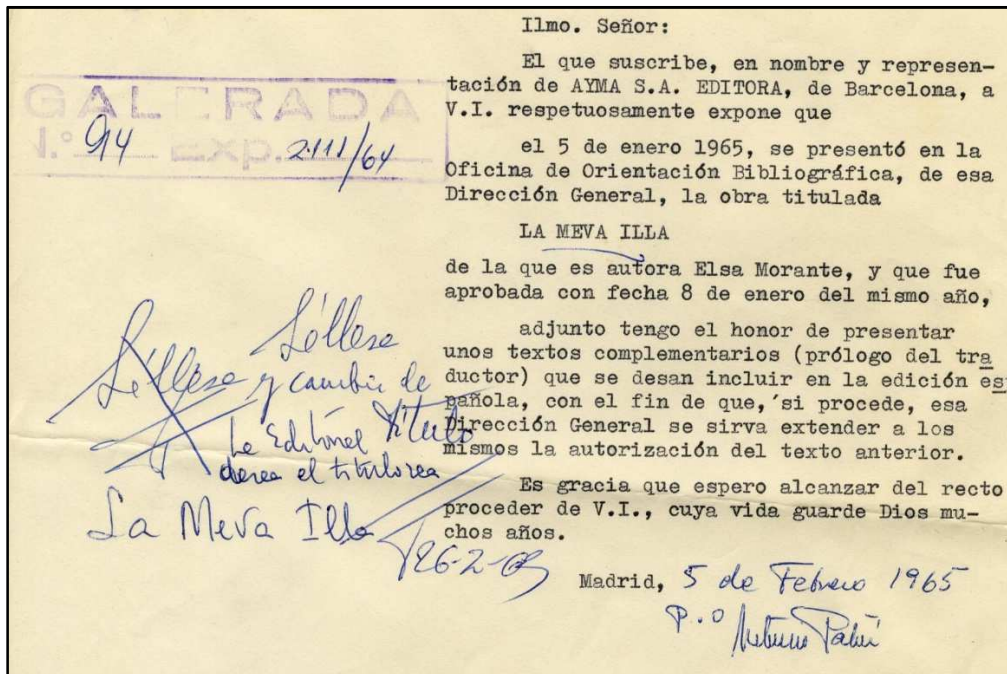 Ilmo. Señor:
El que suscribe, en nombre y represen-
tación de AYMA S.A. EDITORA, de Barcelona, a
V.I. respetuosamente expone que
el 5 de enero 1965, se presentó en la
Oficina de Orientación Bibliográfica, de esa
Dirección General, la obra titulada
LA MEVA ILLA
de la que es autora Elsa Morante, y que fue
aprobada con fecha 8 de enero del mismo año,
adjunto tengo el honor de presentar
unos textos complementarios (prólogo del tra
ductor) que se desan incluir en la edición es
pañola, con el fin de que, si procede, esa
Dirección General se sirva extender a los
mismos la autorización del texto anterior.
Es gracia que espero alcanzar del recto
proceder de V.I., cuya vida guarde Dios mu-
chos años.
Madrid, 5 de Febrero 1965
P.O
GALERADA
N.º 914 Exp. 2111/64
Séllese
Séllese y cambie de
título
La Editorial
desea el título sea
La Meva Illa
26-2-65